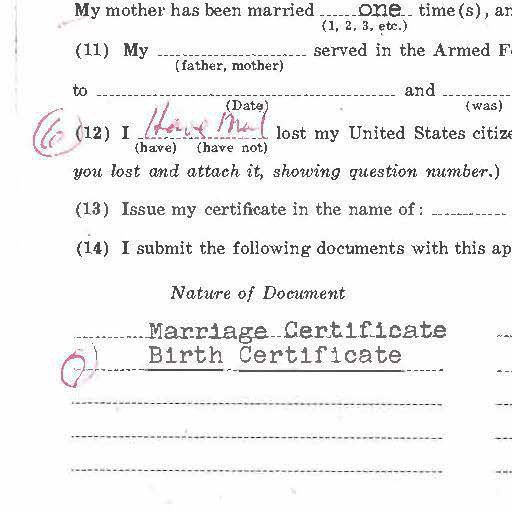 My mother has been married one time(s), an
(1, 2, 3, etc.)
(11) My served in the Armed F
(father, mother)
to and
(Date) (was)
(6) (12) I Have Not lost my United States citize
(have) (have not)
you lost and attach it, showing question number.)
(13) Issue my certificate in the name of:
(14) I submit the following documents with this ap
Nature of Document
Marriage Certificate
(7) Birth Certificate